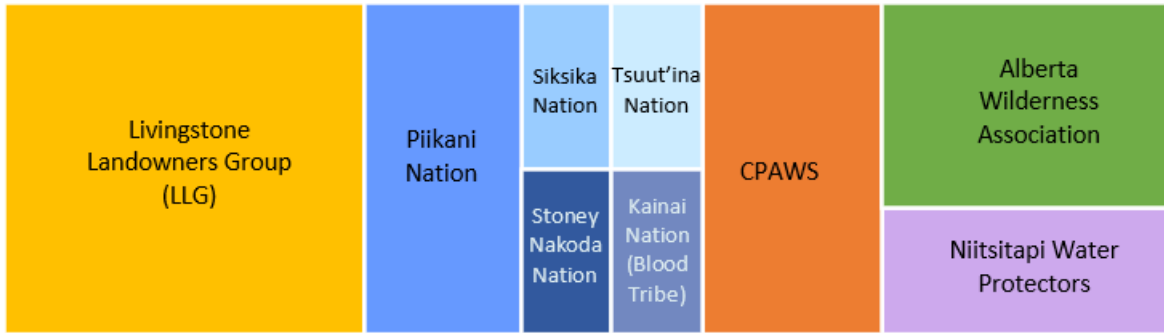 Livingstone
Landowners Group
(LLG)
Piikani
Nation
Siksika
Nation
Tsuut’ina
Nation
Stoney
Nakoda
Nation
Kainai
Nation
(Blood
Tribe)
CPAWS
Alberta
Wilderness
Association
Niitsitapi Water
Protectors